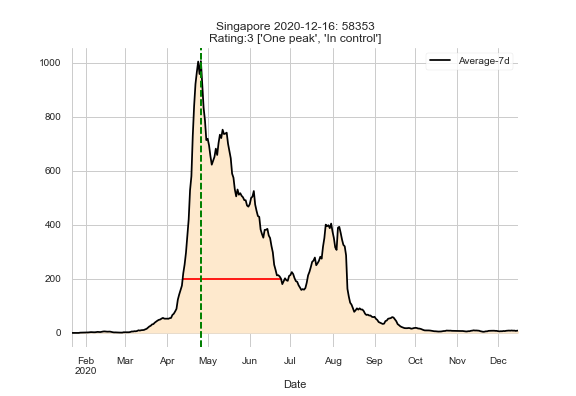 Singapore 2020-12-16: 58353
Rating:3 ['One peak', 'In control']
Average-7d
1000
800
600
400
200
0
Feb Mar Apr May Jun Jul Aug Sep Oct Nov Dec
2020
Date